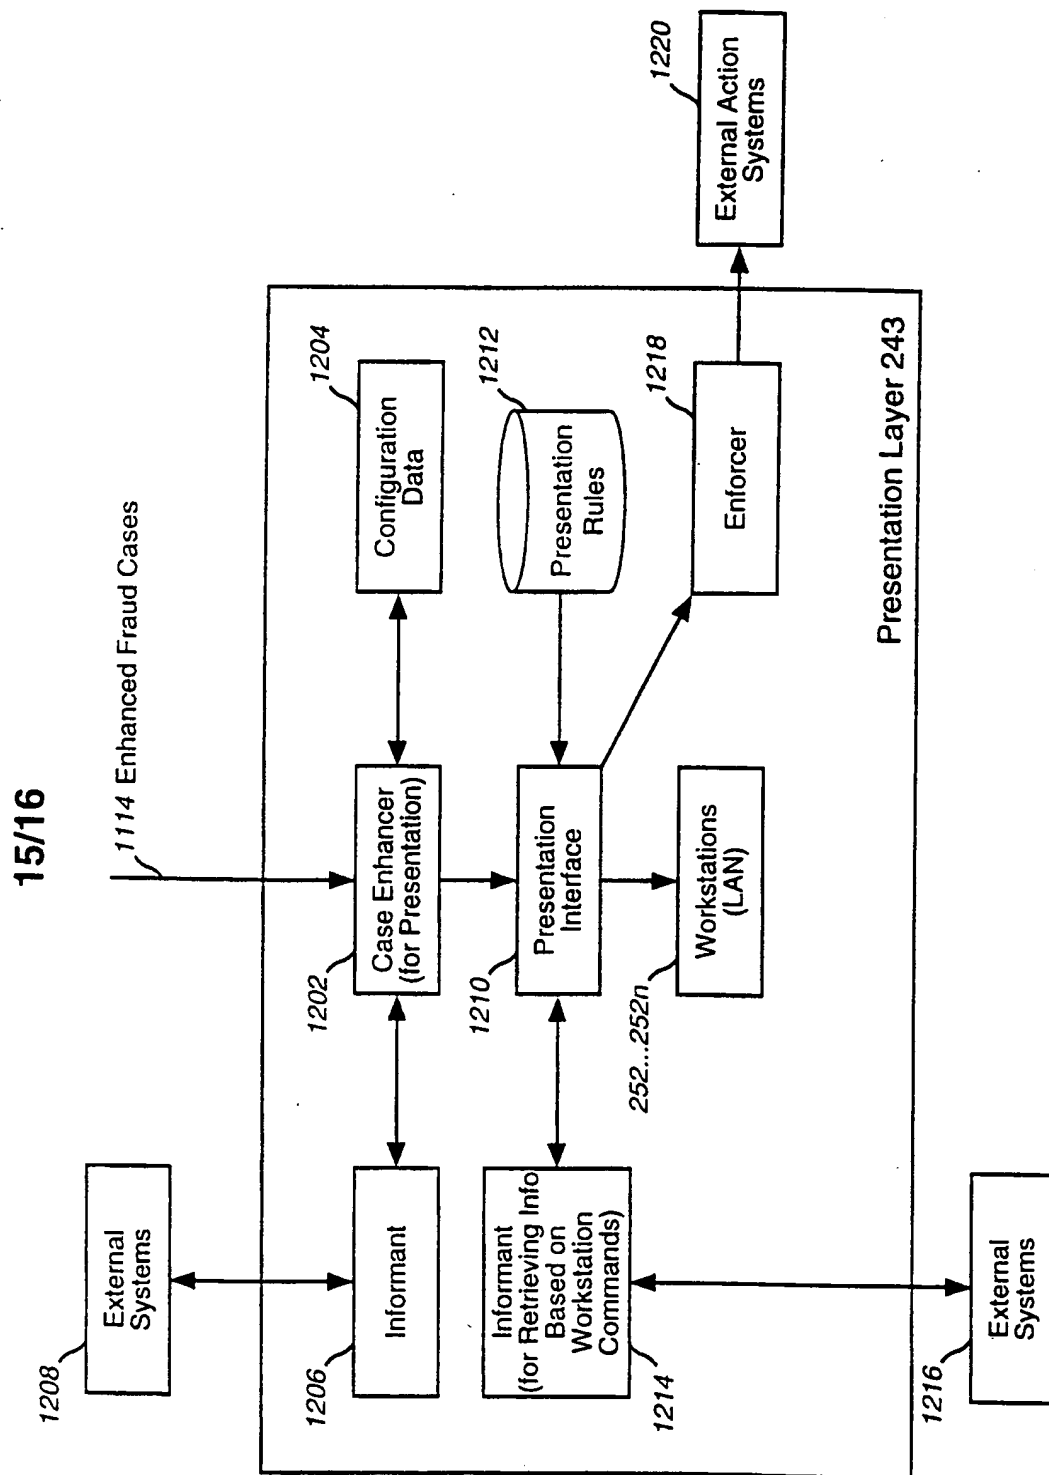 15/16
1114 Enhanced Fraud Cases
1208
External
Systems
1206
Informant
1202
Case Enhancer
(for Presentation)
1204
Configuration
Data
1214
Informant
(for Retrieving Info
Based on
Workstation
Commands)
1210
Presentation
Interface
1212
Presentation
Rules
252...252n
Workstations
(LAN)
1218
Enforcer
1220
External Action
Systems
Presentation Layer 243
1216
External
Systems